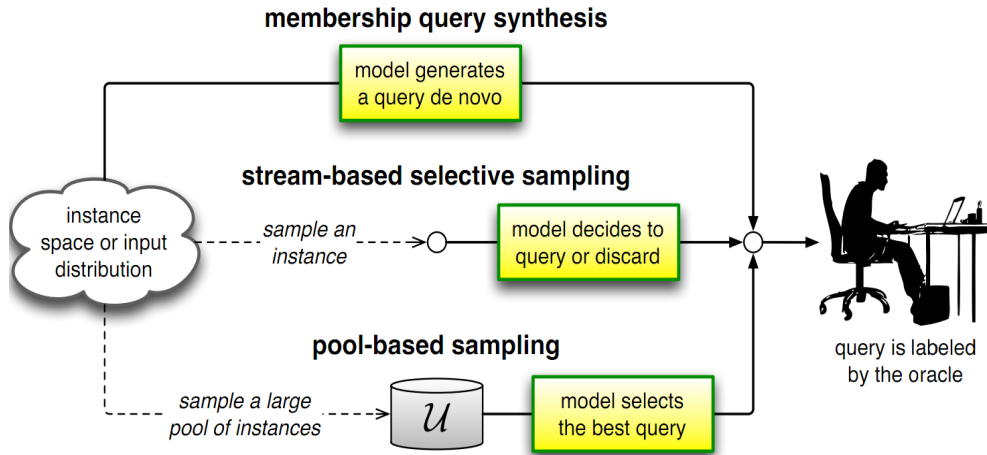 membership query synthesis
model generates
a query de novo
stream-based selective sampling
instance
space or input
distribution
sample an
instance
model decides to
query or discard
pool-based sampling
sample a large
pool of instances
U
model selects
the best query
query is labeled
by the oracle